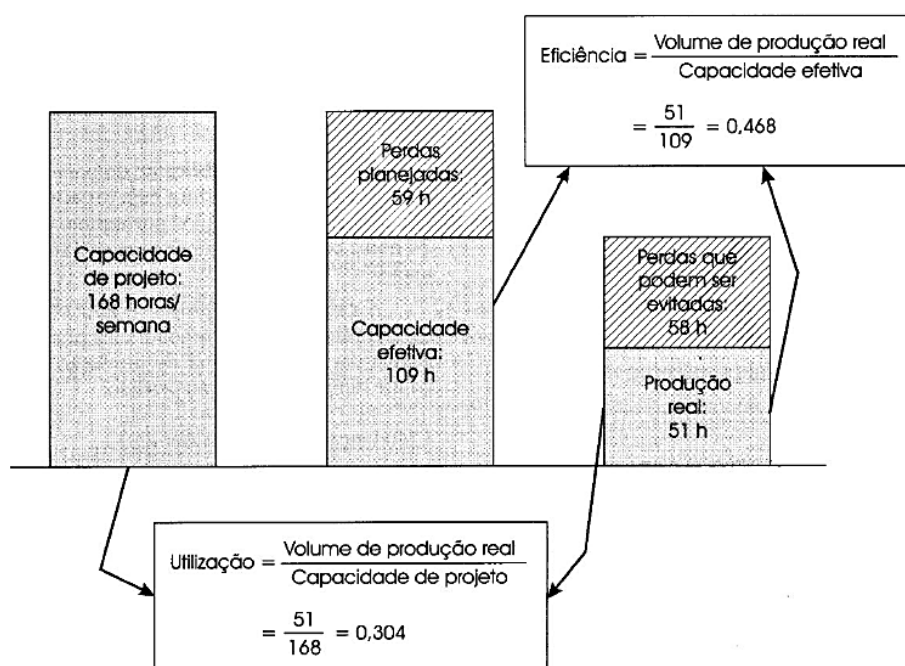 Eficiência = Volume de produção real
Capacidade efetiva
= 51
109 = 0,468
Capacidade
de projeto:
168 horas/
semana
Perdas
planejadas:
59 h
Capacidade
efetiva:
109 h
Perdas que
podem ser
evitadas:
58 h
Produção
real:
51 h
Utilização = Volume de produção real
Capacidade de projeto
= 51
168 = 0,304